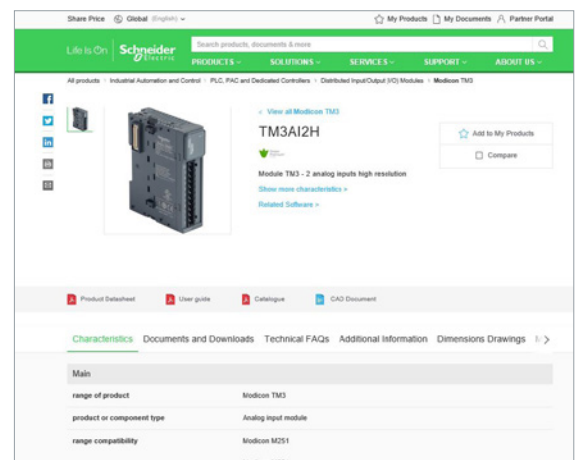 Share Price Global (English) My Products My Documents Partner Portal
Life Is On Schneider Electric
Search products, documents & more
PRODUCTS SOLUTIONS SERVICES SUPPORT ABOUT US
All products > Industrial Automation and Control > PLC, PAC and Dedicated Controllers > Distributed Input/Output (I/O) Modules > Modicon TM3
< View all Modicon TM3
TM3AI2H
Add to My Products
Compare
Module TM3 - 2 analog inputs high resolution
Show more characteristics >
Related Software >
Product Datasheet User guide Catalogue CAD Document
Characteristics Documents and Downloads Technical FAQs Additional Information Dimensions Drawings
Main
range of product Modicon TM3
product or component type Analog input module
range compatibility Modicon M251